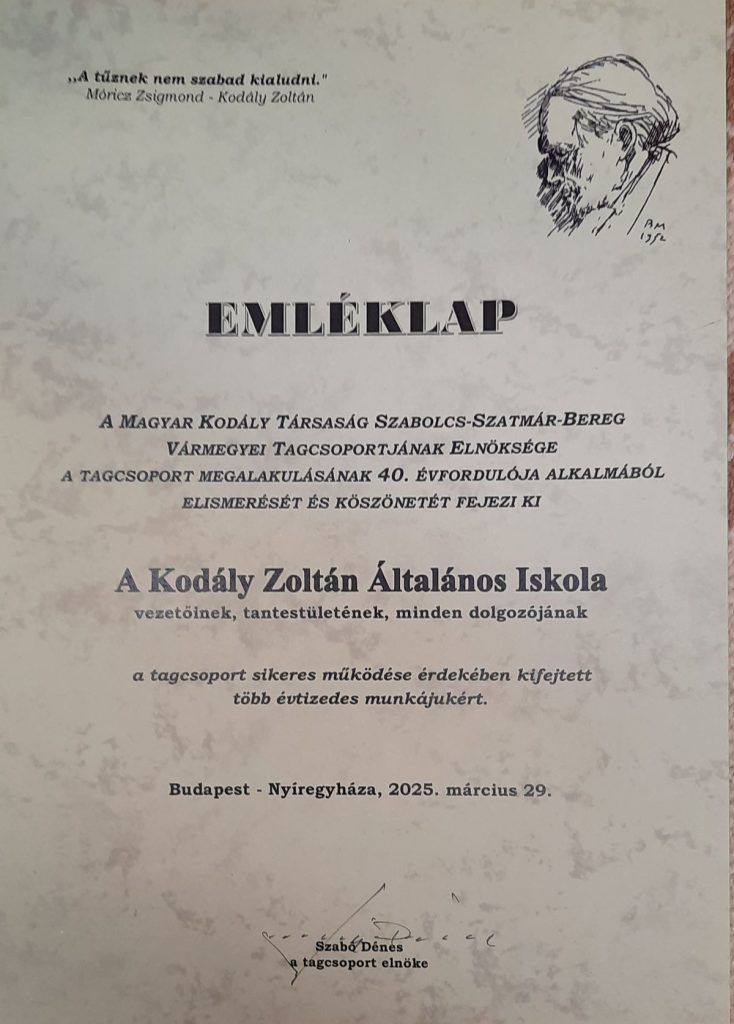 „A tűznek nem szabad kialudni."
Móricz Zsigmond - Kodály Zoltán
BM
1952
EMLÉKLAP
A MAGYAR KODÁLY TÁRSASÁG SZABOLCS-SZATMÁR-BEREG
VÁRMEGYEI TAGCSOPORTJÁNAK ELNÖKSÉGE
A TAGCSOPORT MEGALAKULÁSÁNAK 40. ÉVFORDULÓJA ALKALMÁBÓL
ELISMERÉSÉT ÉS KÖSZÖNETÉT FEJEZI KI
A Kodály Zoltán Általános Iskola
vezetőinek, tantestületének, minden dolgozójának
a tagcsoport sikeres működése érdekében kifejtett
több évtizedes munkájukért.
Budapest - Nyíregyháza, 2025. március 29.
Szabó Dénes
a tagcsoport elnöke